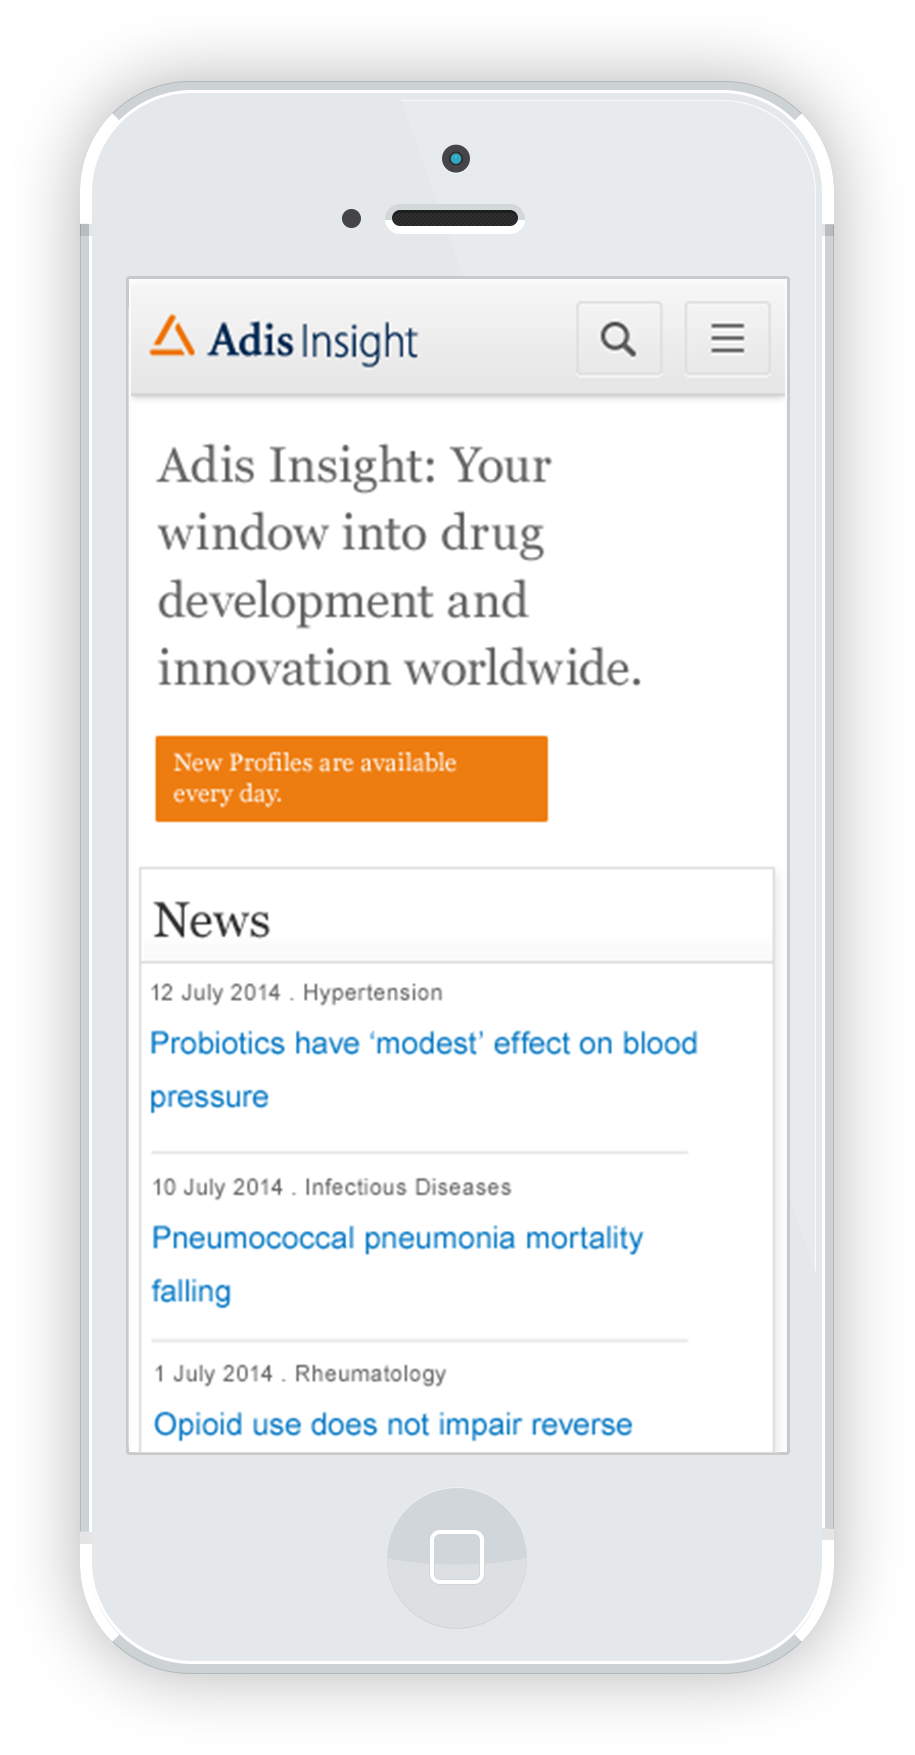 Adis Insight
Adis Insight: Your
window into drug
development and
innovation worldwide.
New Profiles are available
every day.
News
12 July 2014 . Hypertension
Probiotics have ‘modest’ effect on blood
pressure
10 July 2014 . Infectious Diseases
Pneumococcal pneumonia mortality
falling
1 July 2014 . Rheumatology
Opioid use does not impair reverse